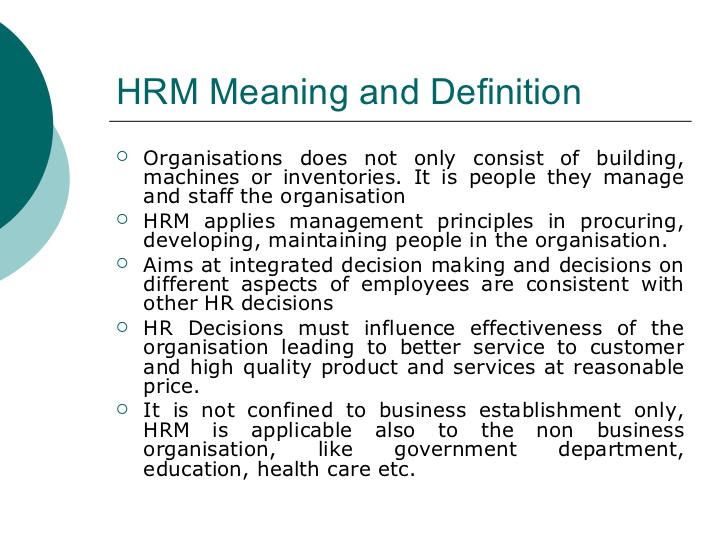 HRM Meaning and Definition
Organisations does not only consist of building,
machines or inventories. It is people they manage
and staff the organisation
HRM applies management principles in procuring,
developing, maintaining people in the organisation.
Aims at integrated decision making and decisions on
different aspects of employees are consistent with
other HR decisions
HR Decisions must influence effectiveness of the
organisation leading to better service to customer
and high quality product and services at reasonable
price.
It is not confined to business establishment only,
HRM is applicable also to the non business
organisation, like government department,
education, health care etc.